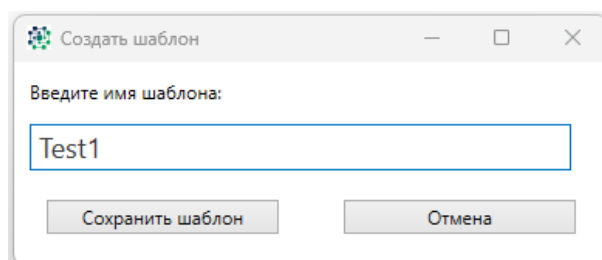 Создать шаблон
Введите имя шаблона:
Test1
Сохранить шаблон Отмена